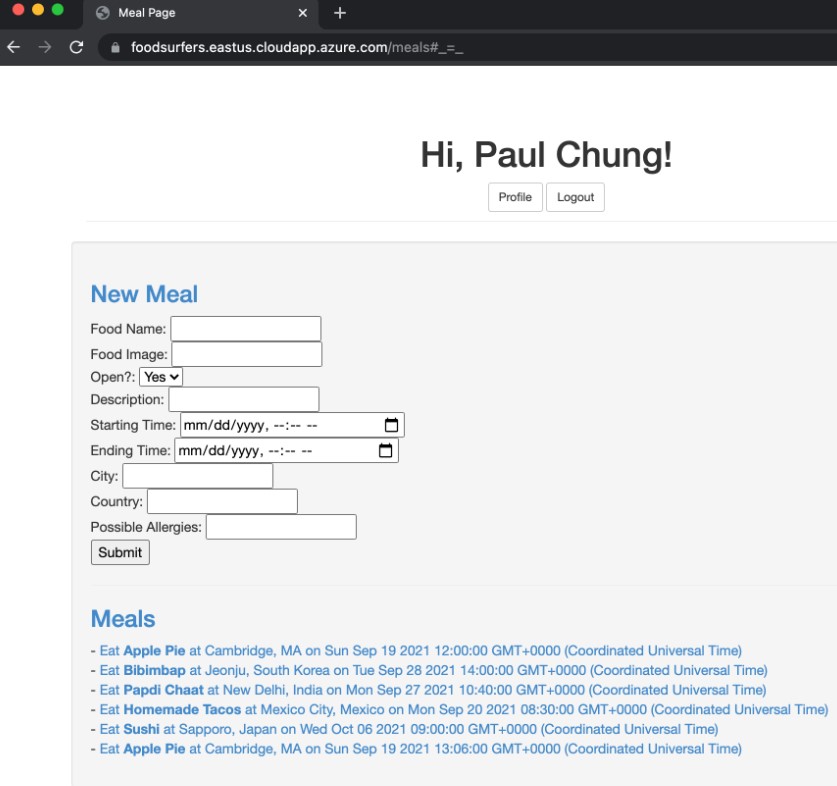 Meal Page
foodsurfers.eastus.cloudapp.azure.com/meals#_=_
Hi, Paul Chung!
Profile Logout
New Meal
Food Name:
Food Image:
Open?: Yes
Description:
Starting Time: mm/dd/yyyy, --:-- --
Ending Time: mm/dd/yyyy, --:-- --
City:
Country:
Possible Allergies:
Submit
Meals
- Eat Apple Pie at Cambridge, MA on Sun Sep 19 2021 12:00:00 GMT+0000 (Coordinated Universal Time)
- Eat Bibimbap at Jeonju, South Korea on Tue Sep 28 2021 14:00:00 GMT+0000 (Coordinated Universal Time)
- Eat Papdi Chaat at New Delhi, India on Mon Sep 27 2021 10:40:00 GMT+0000 (Coordinated Universal Time)
- Eat Homemade Tacos at Mexico City, Mexico on Mon Sep 20 2021 08:30:00 GMT+0000 (Coordinated Universal Time)
- Eat Sushi at Sapporo, Japan on Wed Oct 06 2021 09:00:00 GMT+0000 (Coordinated Universal Time)
- Eat Apple Pie at Cambridge, MA on Sun Sep 19 2021 13:06:00 GMT+0000 (Coordinated Universal Time)